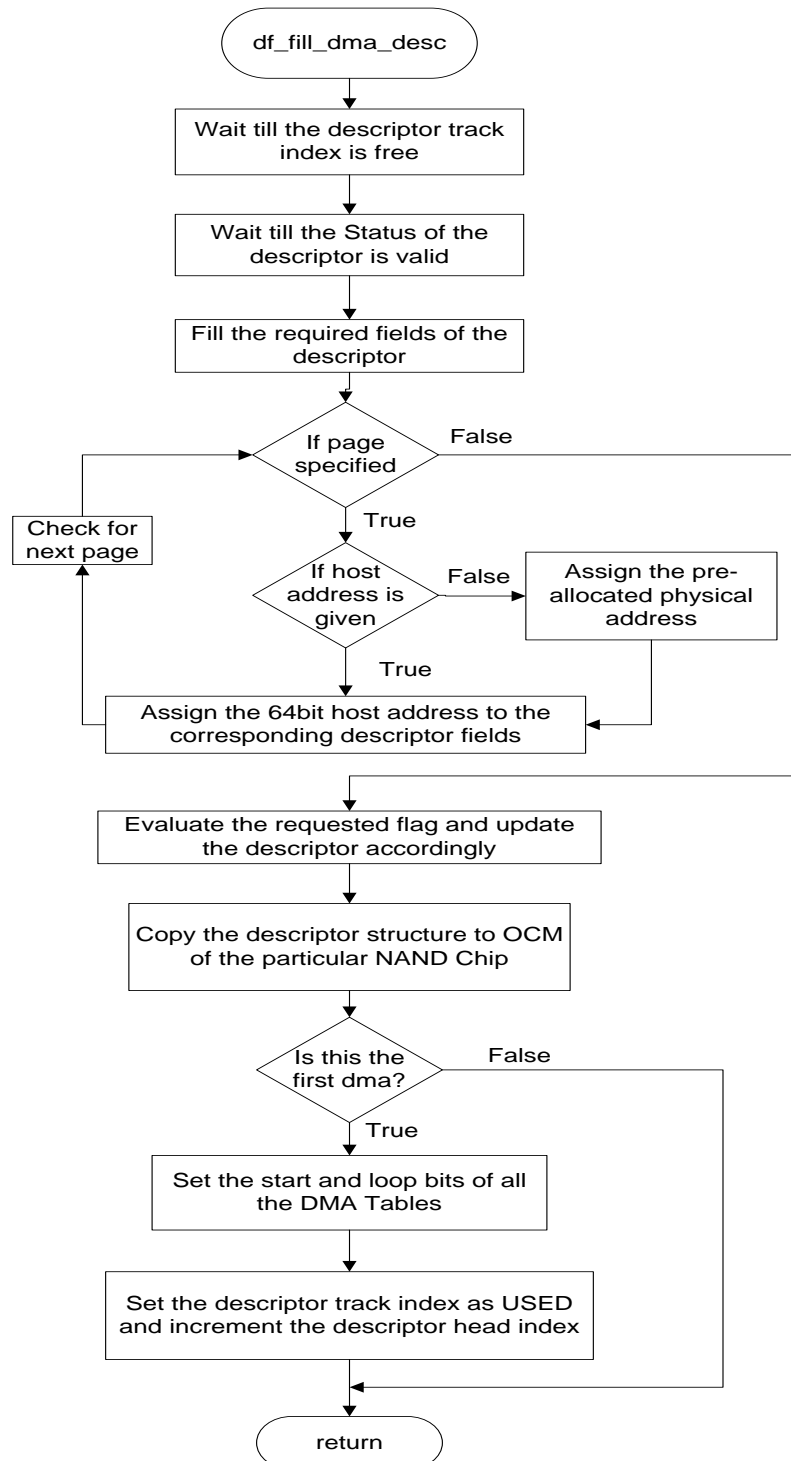 df_fill_dma_desc
Wait till the descriptor track
index is free
Wait till the Status of the
descriptor is valid
Fill the required fields of the
descriptor
If page
specified
False
True
Check for
next page
If host
address is
given
False
Assign the pre-
allocated physical
address
True
Assign the 64bit host address to the
corresponding descriptor fields
Evaluate the requested flag and update
the descriptor accordingly
Copy the descriptor structure to OCM
of the particular NAND Chip
Is this the
first dma?
False
True
Set the start and loop bits of all
the DMA Tables
Set the descriptor track index as USED
and increment the descriptor head index
return